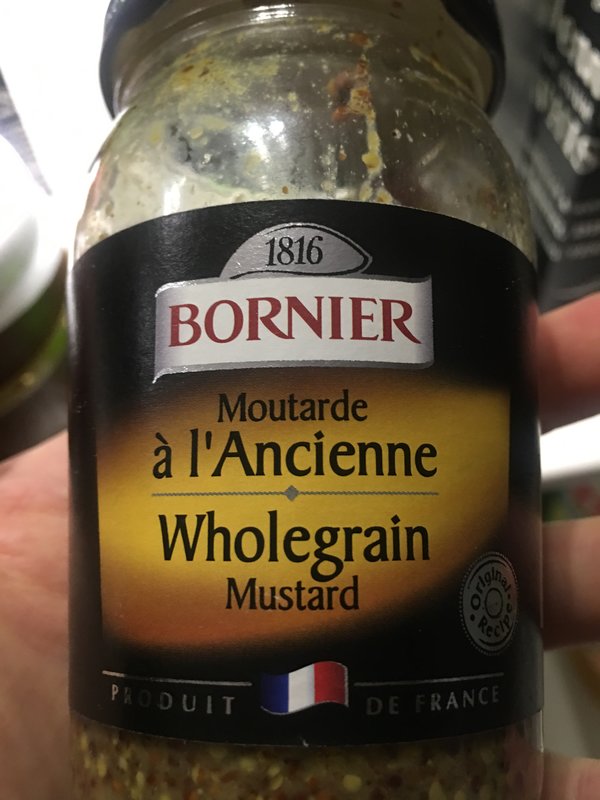 1816
BORNIER
Moutarde
à l'Ancienne
Wholegrain
Mustard
Original
Recipe
PRODUIT DE FRANCE